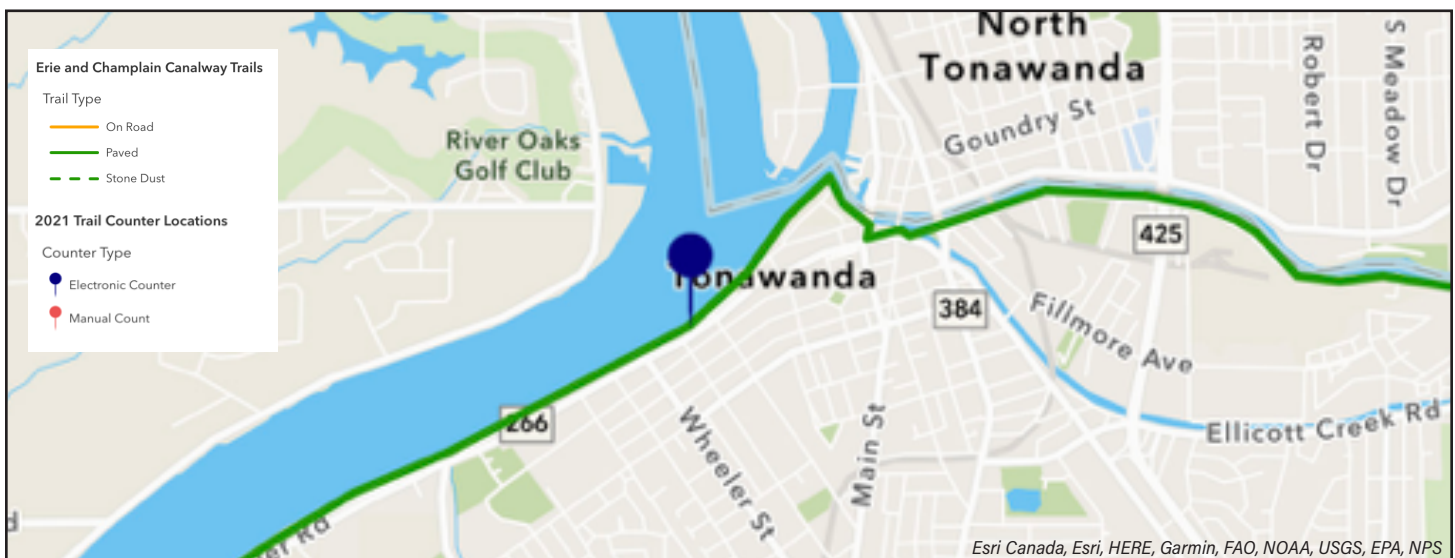 Erie and Champlain Canalway Trails
Trail Type
On Road
Paved
Stone Dust
2021 Trail Counter Locations
Counter Type
Electronic Counter
Manual Count
North
Tonawanda
Goundry St
Robert Dr
S Meadow Dr
River Oaks
Golf Club
425
Tonawanda
384
Fillmore Ave
266
Wheeler St
Main St
Ellicott Creek Rd
Rd
Esri Canada, Esri, HERE, Garmin, FAO, NOAA, USGS, EPA, NPS